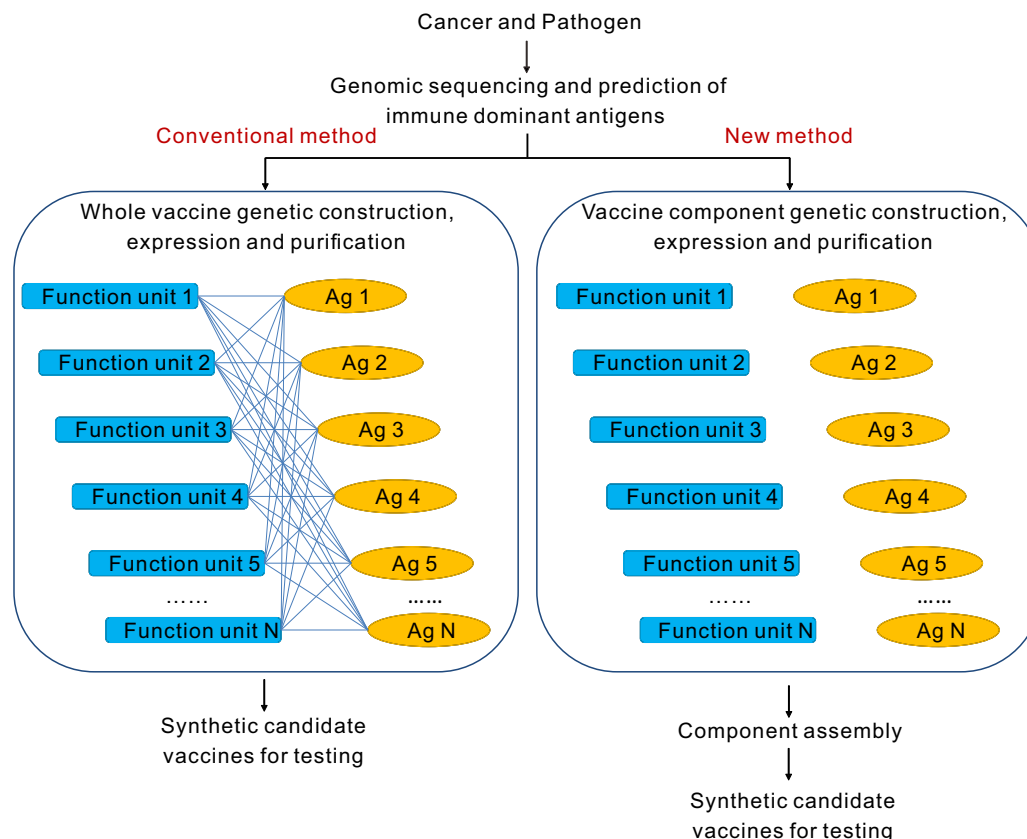 Cancer and Pathogen
Genomic sequencing and prediction of
immune dominant antigens
Conventional method
New method
Whole vaccine genetic construction,
expression and purification
Function unit 1
Ag 1
Function unit 2
Ag 2
Function unit 3
Ag 3
Function unit 4
Ag 4
Function unit 5
Ag 5
……
……
Function unit N
Ag N
Synthetic candidate
vaccines for testing
Vaccine component genetic construction,
expression and purification
Function unit 1
Ag 1
Function unit 2
Ag 2
Function unit 3
Ag 3
Function unit 4
Ag 4
Function unit 5
Ag 5
……
……
Function unit N
Ag N
Component assembly
Synthetic candidate
vaccines for testing